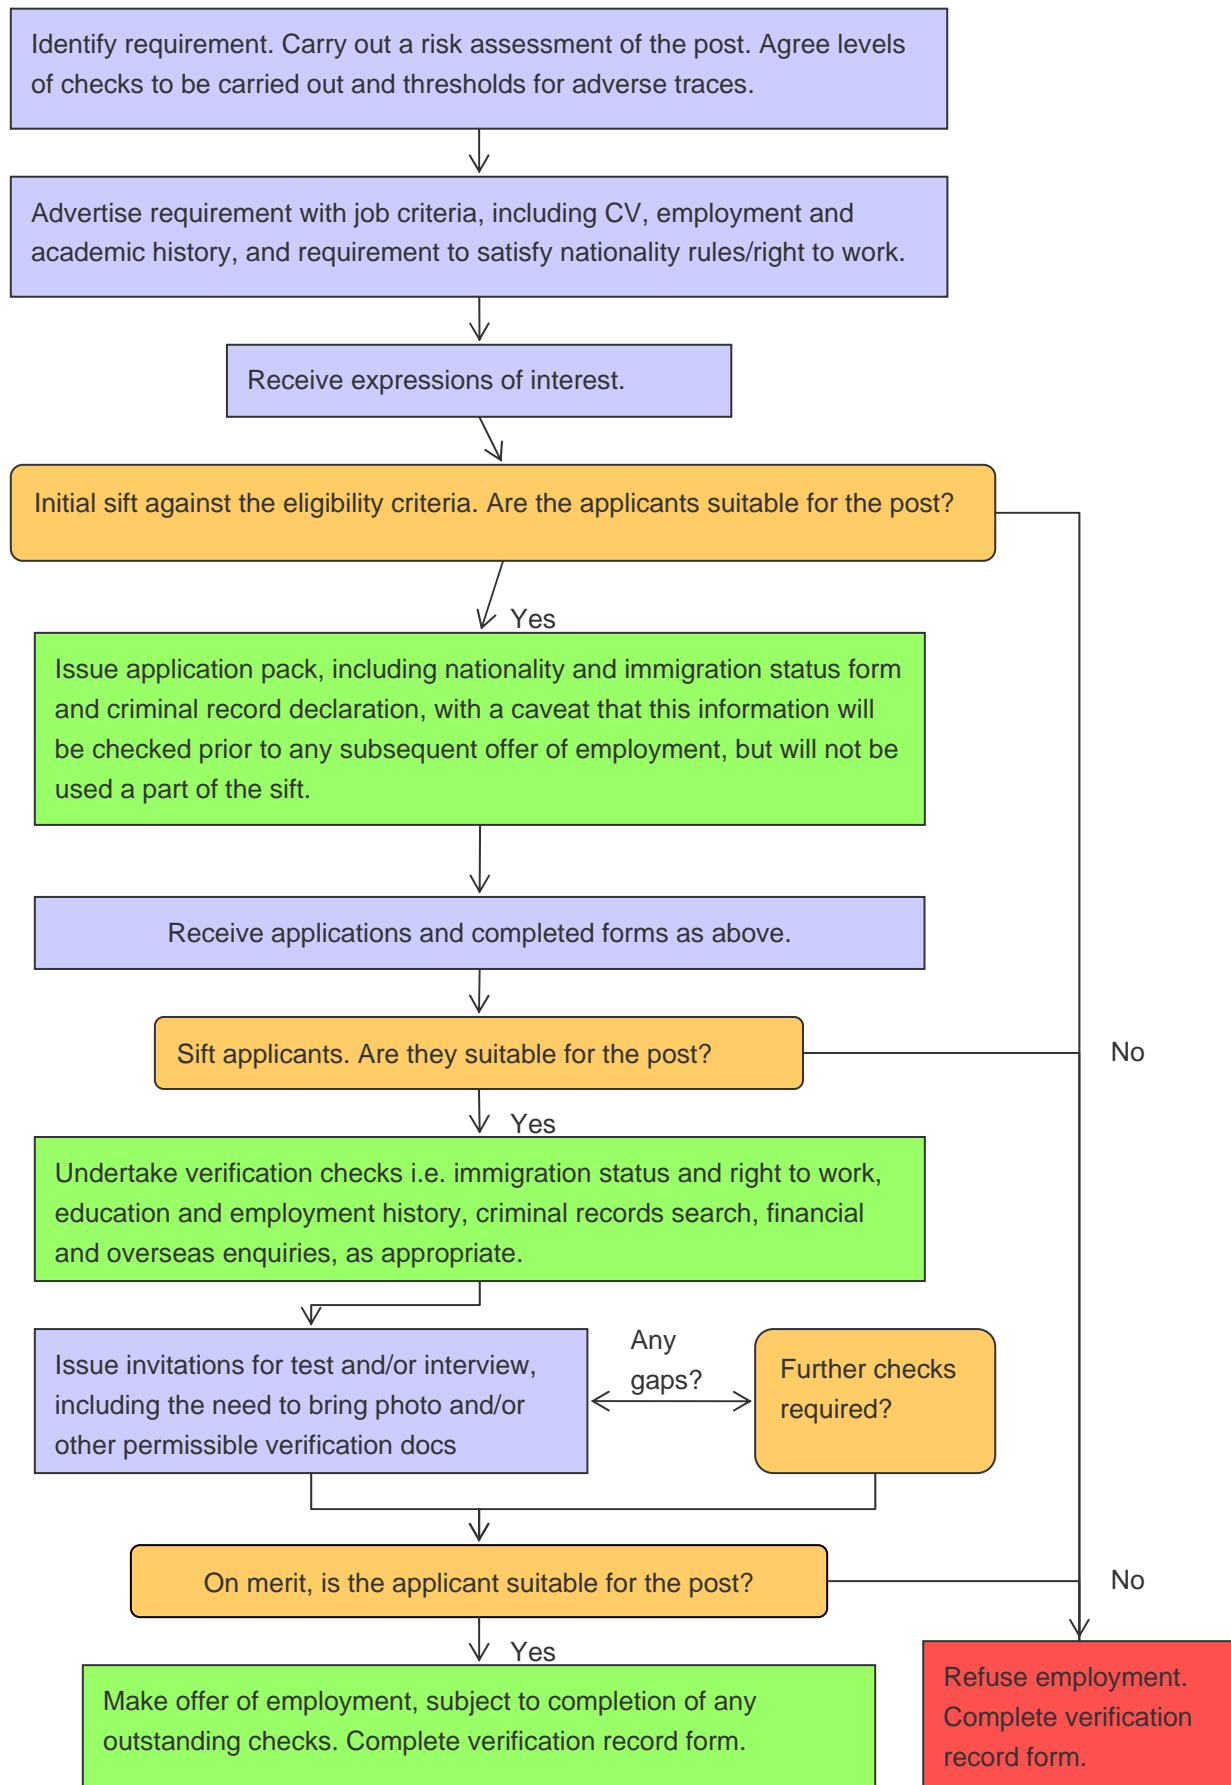 Identify requirement. Carry out a risk assessment of the post. Agree levels
of checks to be carried out and thresholds for adverse traces.
Advertise requirement with job criteria, including CV, employment and
academic history, and requirement to satisfy nationality rules/right to work.
Receive expressions of interest.
Initial sift against the eligibility criteria. Are the applicants suitable for the post?
Yes
Issue application pack, including nationality and immigration status form
and criminal record declaration, with a caveat that this information will
be checked prior to any subsequent offer of employment, but will not be
used a part of the sift.
Receive applications and completed forms as above.
Sift applicants. Are they suitable for the post?
No
Yes
Undertake verification checks i.e. immigration status and right to work,
education and employment history, criminal records search, financial
and overseas enquiries, as appropriate.
Issue invitations for test and/or interview,
including the need to bring photo and/or
other permissible verification docs
Any
gaps?
Further checks
required?
On merit, is the applicant suitable for the post?
No
Yes
Make offer of employment, subject to completion of any
outstanding checks. Complete verification record form.
Refuse employment.
Complete verification
record form.